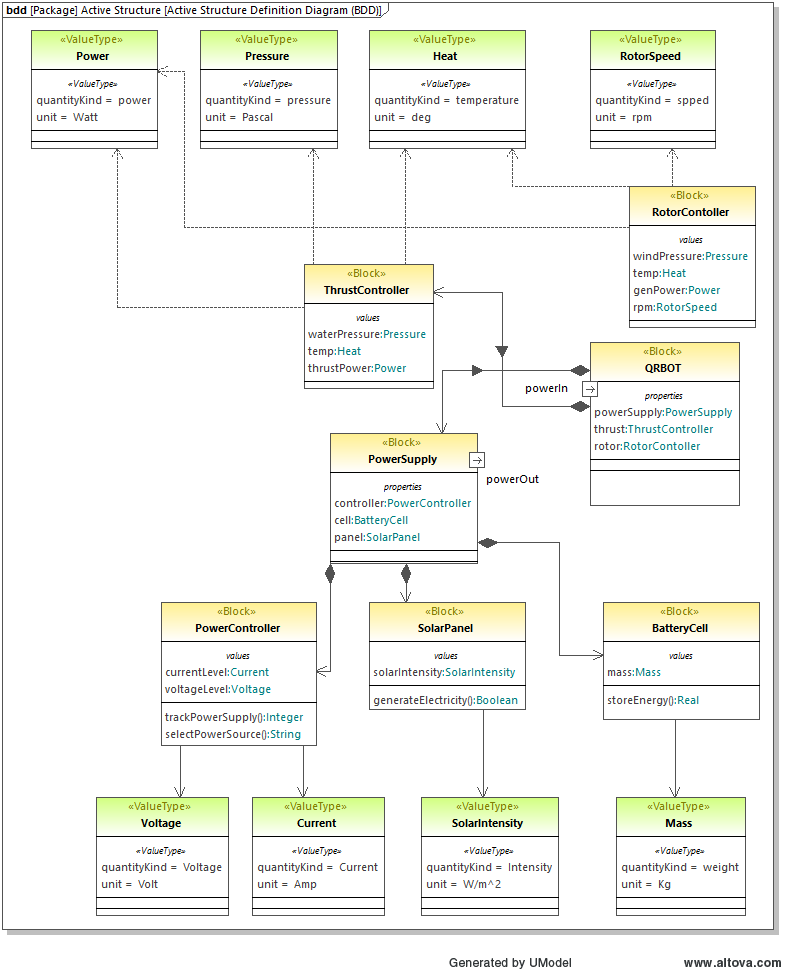 bdd [Package] Active Structure [Active Structure Definition Diagram (BDD)]
«ValueType»
Power
«ValueType»
quantityKind = power
unit = Watt
«ValueType»
Pressure
«ValueType»
quantityKind = pressure
unit = Pascal
«ValueType»
Heat
«ValueType»
quantityKind = temperature
unit = deg
«ValueType»
RotorSpeed
«ValueType»
quantityKind = spped
unit = rpm
«Block»
RotorContoller
values
windPressure:Pressure
temp:Heat
genPower:Power
rpm:RotorSpeed
«Block»
ThrustController
values
waterPressure:Pressure
temp:Heat
thrustPower:Power
«Block»
QRBOT
properties
powerSupply:PowerSupply
thrust:ThrustController
rotor:RotorContoller
powerIn
«Block»
PowerSupply
properties
controller:PowerController
cell:BatteryCell
panel:SolarPanel
powerOut
«Block»
PowerController
values
currentLevel:Current
voltageLevel:Voltage
trackPowerSupply():Integer
selectPowerSource():String
«Block»
SolarPanel
values
solarIntensity:SolarIntensity
generateElectricity():Boolean
«Block»
BatteryCell
values
mass:Mass
storeEnergy():Real
«ValueType»
Voltage
«ValueType»
quantityKind = Voltage
unit = Volt
«ValueType»
Current
«ValueType»
quantityKind = Current
unit = Amp
«ValueType»
SolarIntensity
«ValueType»
quantityKind = Intensity
unit = W/m^2
«ValueType»
Mass
«ValueType»
quantityKind = weight
unit = Kg
Generated by UModel
www.altova.com